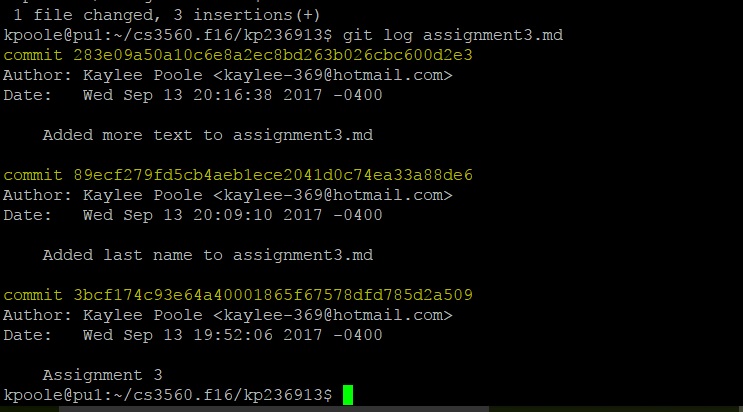 1 file changed, 3 insertions(+)
kpoole@pu1:~/cs3560.f16/kp236913$ git log assignment3.md
commit 283e09a50a10c6e8a2ec8bd263b026cbc600d2e3
Author: Kaylee Poole <kaylee-369@hotmail.com>
Date:   Wed Sep 13 20:16:38 2017 -0400
Added more text to assignment3.md
commit 89ecf279fd5cb4aeb1ece2041d0c74ea33a88de6
Author: Kaylee Poole <kaylee-369@hotmail.com>
Date:   Wed Sep 13 20:09:10 2017 -0400
Added last name to assignment3.md
commit 3bcf174c93e64a40001865f67578dfd785d2a509
Author: Kaylee Poole <kaylee-369@hotmail.com>
Date:   Wed Sep 13 19:52:06 2017 -0400
Assignment 3
kpoole@pu1:~/cs3560.f16/kp236913$